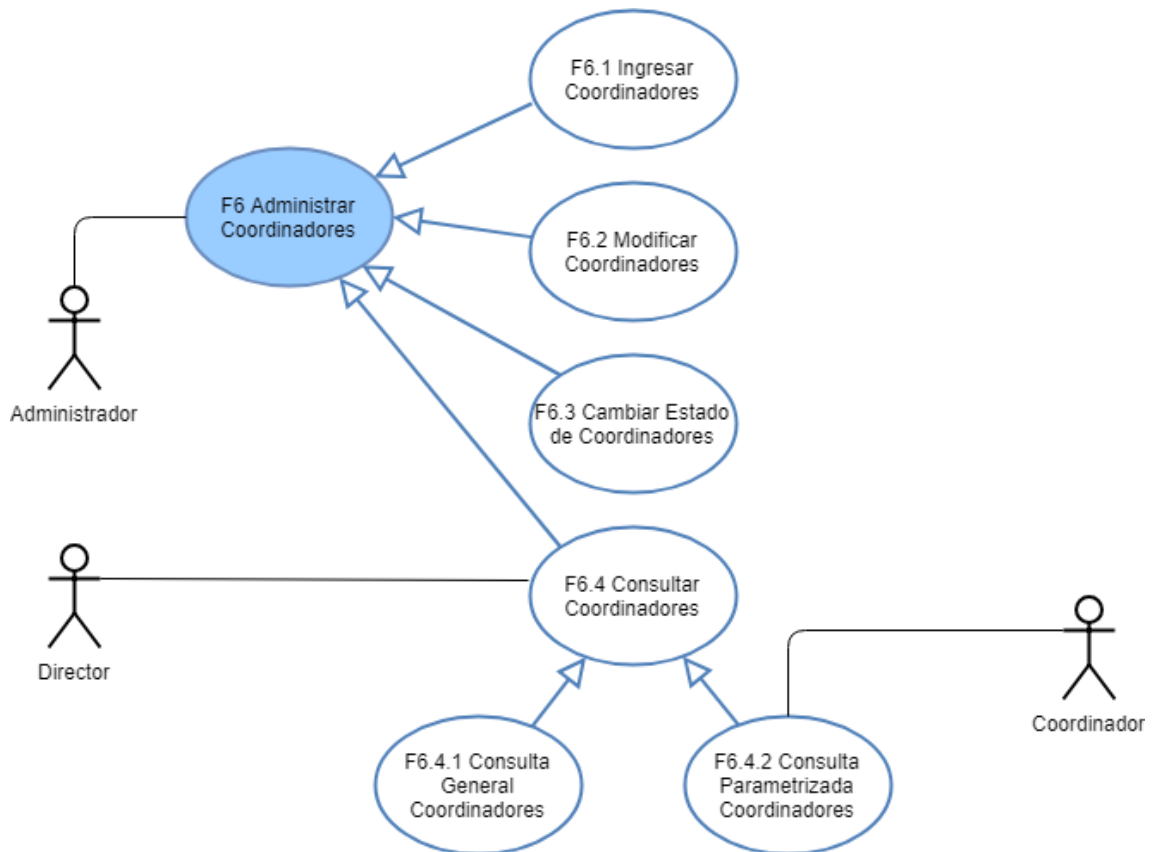 F6.1 Ingresar
Coordinadores
F6 Administrar
Coordinadores
F6.2 Modificar
Coordinadores
Administrador
F6.3 Cambiar Estado
de Coordinadores
F6.4 Consultar
Coordinadores
Director
Coordinador
F6.4.1 Consulta
General
Coordinadores
F6.4.2 Consulta
Parametrizada
Coordinadores